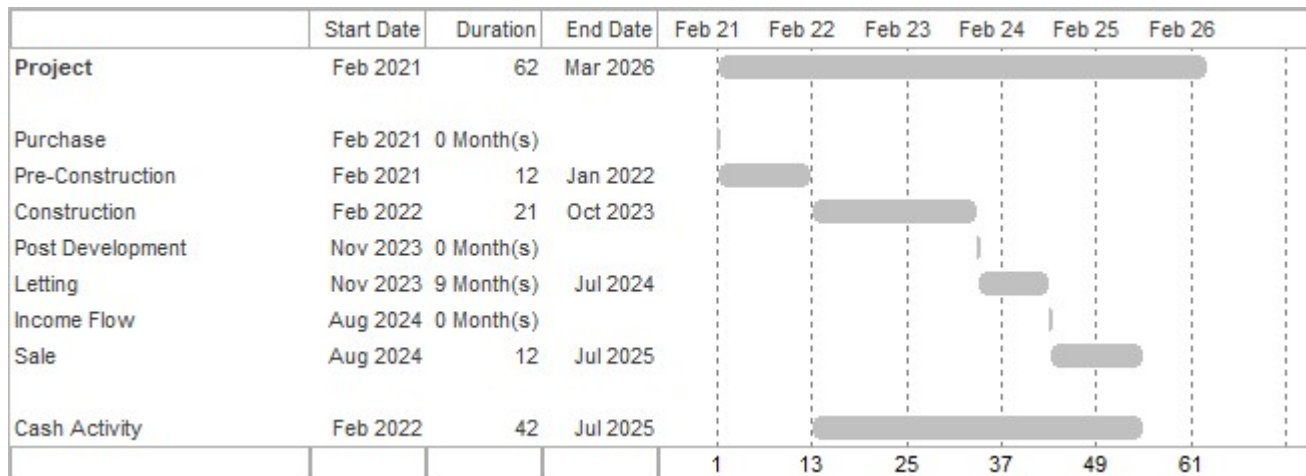 Start Date Duration End Date Feb 21 Feb 22 Feb 23 Feb 24 Feb 25 Feb 26
Project Feb 2021 62 Mar 2026
Purchase Feb 2021 0 Month(s)
Pre-Construction Feb 2021 12 Jan 2022
Construction Feb 2022 21 Oct 2023
Post Development Nov 2023 0 Month(s)
Letting Nov 2023 9 Month(s) Jul 2024
Income Flow Aug 2024 0 Month(s)
Sale Aug 2024 12 Jul 2025
Cash Activity Feb 2022 42 Jul 2025
1 13 25 37 49 61